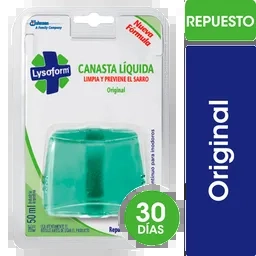 REPUESTO
Johnson
A Family Company
Nueva
Fórmula
Lysoform
CANASTA LÍQUIDA
LIMPIA Y PREVIENE EL SARRO
Original
50 ml
30
DÍAS
Original